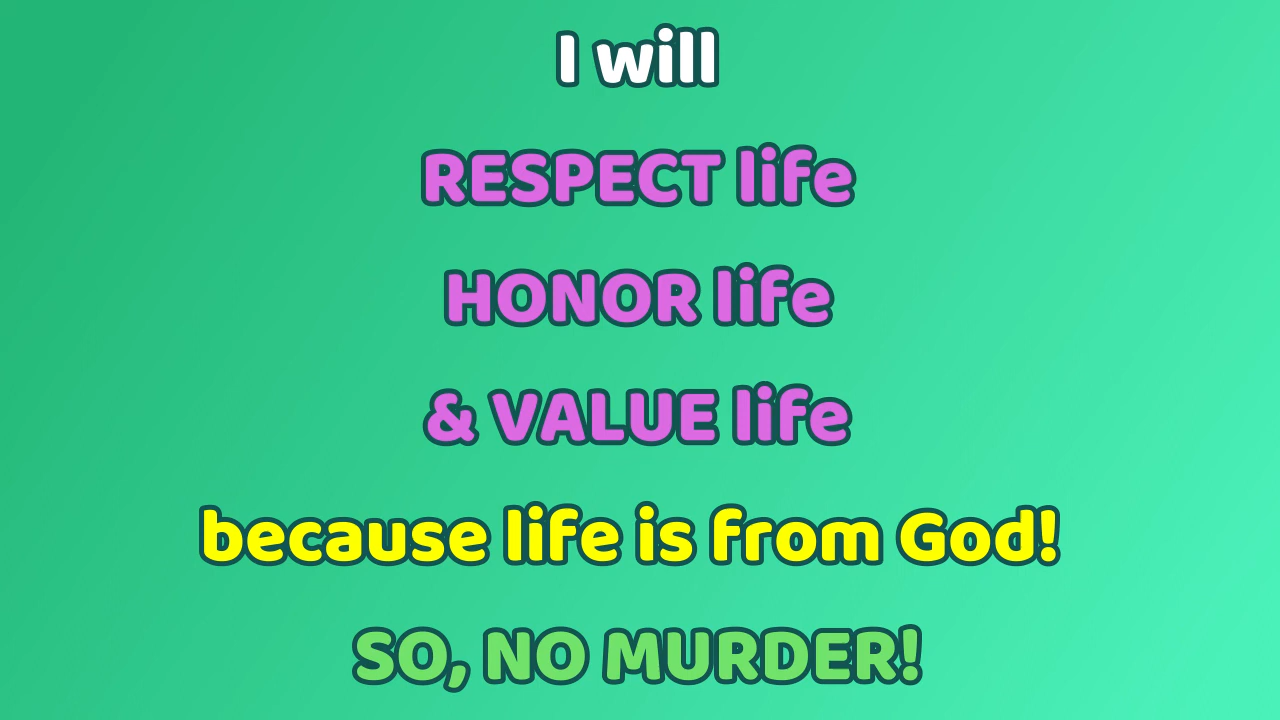 I will
RESPECT life
HONOR life
& VALUE life
because life is from God!
SO, NO MURDER!